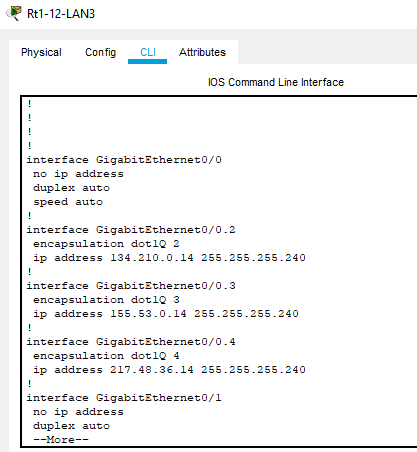 Rt1-12-LAN3
Physical Config CLI Attributes
IOS Command Line Interface
!
!
!
!
interface GigabitEthernet0/0
no ip address
duplex auto
speed auto
!
interface GigabitEthernet0/0.2
encapsulation dot1Q 2
ip address 134.210.0.14 255.255.255.240
!
interface GigabitEthernet0/0.3
encapsulation dot1Q 3
ip address 155.53.0.14 255.255.255.240
!
interface GigabitEthernet0/0.4
encapsulation dot1Q 4
ip address 217.48.36.14 255.255.255.240
!
interface GigabitEthernet0/1
no ip address
duplex auto
--More--